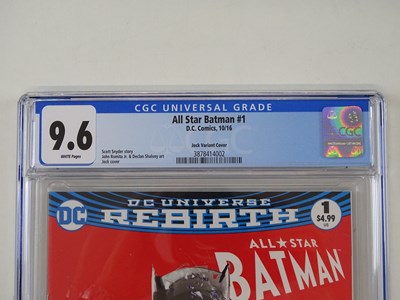 CGC UNIVERSAL GRADE
9.6
WHITE Pages
All Star Batman #1
D.C. Comics, 10/16
Jock Variant Cover
Scott Snyder story
John Romita Jr. & Declan Shalvey art
Jock cover
3878414002
CGC
DC UNIVERSE
REBIRTH
DC
1
$4.99
US
ALL★STAR
BATMAN